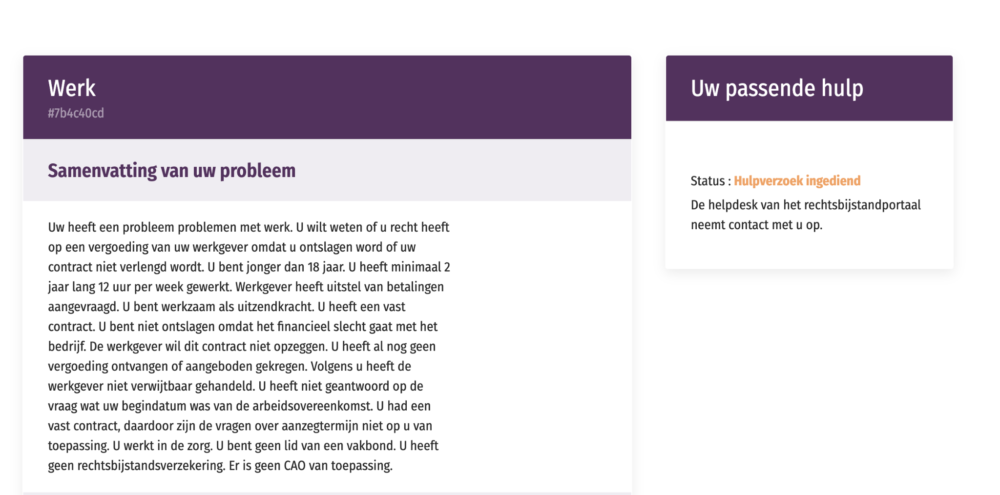 Werk
#7b4c40cd
Samenvatting van uw probleem
Uw heeft een probleem problemen met werk. U wilt weten of u recht heeft
op een vergoeding van uw werkgever omdat u ontslagen word of uw
contract niet verlengd wordt. U bent jonger dan 18 jaar. U heeft minimaal 2
jaar lang 12 uur per week gewerkt. Werkgever heeft uitstel van betalingen
aangevraagd. U bent werkzaam als uitzendkracht. U heeft een vast
contract. U bent niet ontslagen omdat het financieel slecht gaat met het
bedrijf. De werkgever wil dit contract niet opzeggen. U heeft al nog geen
vergoeding ontvangen of aangeboden gekregen. Volgens u heeft de
werkgever niet verwijtbaar gehandeld. U heeft niet geantwoord op de
vraag wat uw begindatum was van de arbeidsovereenkomst. U had een
vast contract, daardoor zijn de vragen over aanzegtermijn niet op u van
toepassing. U werkt in de zorg. U bent geen lid van een vakbond. U heeft
geen rechtsbijstandsverzekering. Er is geen CAO van toepassing.
Uw passende hulp
Status : Hulpverzoek ingediend
De helpdesk van het rechtsbijstandportaal
neemt contact met u op.